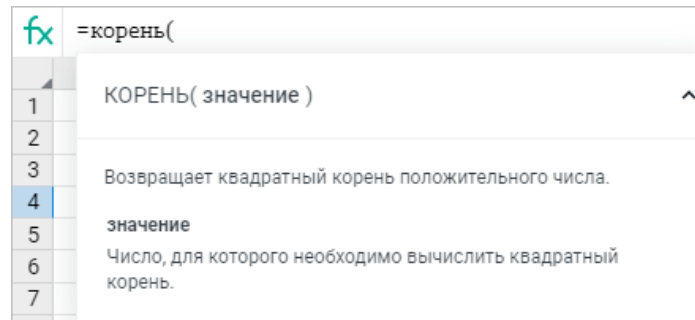 fx =корень(
КОРЕНЬ( значение )
1
2
3
Возвращает квадратный корень положительного числа.
4
значение
5
Число, для которого необходимо вычислить квадратный
6
корень.
7